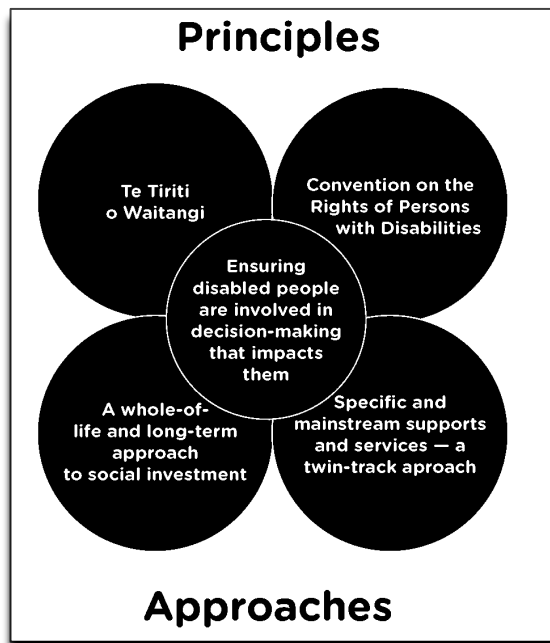 Principles
Te Tiriti
o Waitangi
Convention on the
Rights of Persons
with Disabilities
Ensuring
disabled people
are involved in
decision-making
that impacts
them
A whole-of-
life and long-term
approach
to social investment
Specific and
mainstream supports
and services — a
twin-track aproach
Approaches